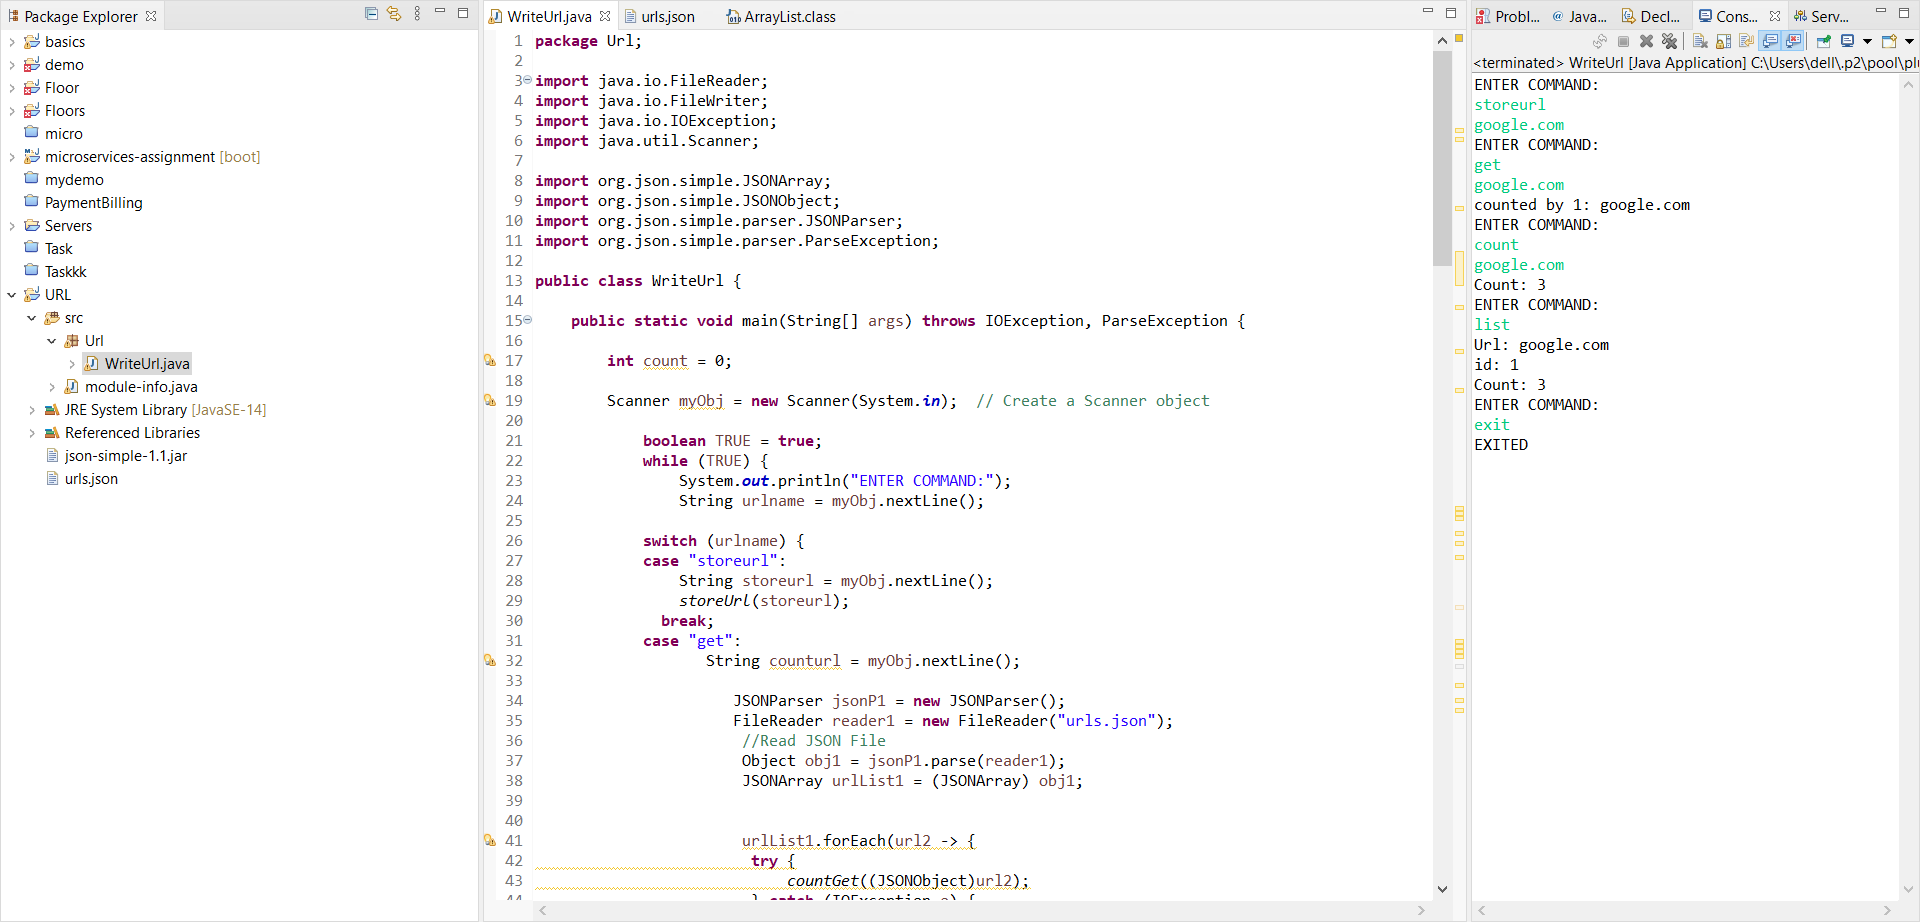 Package Explorer
basics
demo
Floor
Floors
micro
microservices-assignment [boot]
mydemo
PaymentBilling
Servers
Task
Taskkk
URL
src
Url
WriteUrl.java
module-info.java
JRE System Library [JavaSE-14]
Referenced Libraries
json-simple-1.1.jar
urls.json
WriteUrl.java urls.json ArrayList.class
1 package Url;
2
3 import java.io.FileReader;
4 import java.io.FileWriter;
5 import java.io.IOException;
6 import java.util.Scanner;
7
8 import org.json.simple.JSONArray;
9 import org.json.simple.JSONObject;
10 import org.json.simple.parser.JSONParser;
11 import org.json.simple.parser.ParseException;
12
13 public class WriteUrl {
14
15 public static void main(String[] args) throws IOException, ParseException {
16
17 int count = 0;
18
19 Scanner myObj = new Scanner(System.in); // Create a Scanner object
20
21 boolean TRUE = true;
22 while (TRUE) {
23 System.out.println("ENTER COMMAND:");
24 String urlname = myObj.nextLine();
25
26 switch (urlname) {
27 case "storeurl":
28 String storeurl = myObj.nextLine();
29 storeUrl(storeurl);
30 break;
31 case "get":
32 String counturl = myObj.nextLine();
33
34 JSONParser jsonP1 = new JSONParser();
35 FileReader reader1 = new FileReader("urls.json");
36 //Read JSON File
37 Object obj1 = jsonP1.parse(reader1);
38 JSONArray urlList1 = (JSONArray) obj1;
39
40
41 urlList1.forEach(url2 -> {
42 try {
43 countGet((JSONObject)url2);
44 } catch (IOException e) {
Probl... Java... Decl... Cons... Serv...
<terminated> WriteUrl [Java Application] C:\Users\dell\.p2\pool\plu
ENTER COMMAND:
storeurl
google.com
ENTER COMMAND:
get
google.com
counted by 1: google.com
ENTER COMMAND:
count
google.com
Count: 3
ENTER COMMAND:
list
Url: google.com
id: 1
Count: 3
ENTER COMMAND:
exit
EXITED